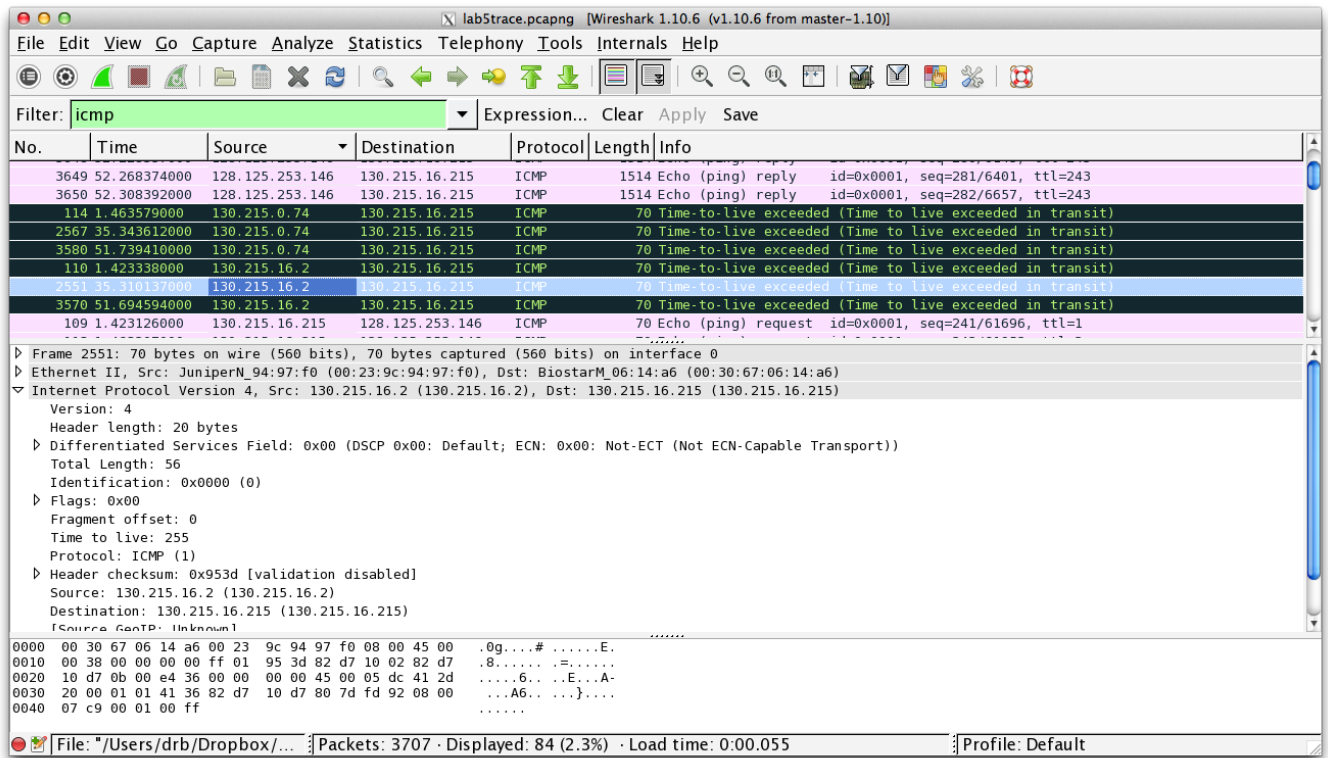 lab5trace.pcapng [Wireshark 1.10.6 (v1.10.6 from master-1.10)]
File Edit View Go Capture Analyze Statistics Telephony Tools Internals Help
Filter: icmp Expression... Clear Apply Save
No. Time Source Destination Protocol Length Info
3649 52.268374000 128.125.253.146 130.215.16.215 ICMP 1514 Echo (ping) reply id=0x0001, seq=281/6401, ttl=243
3650 52.308392000 128.125.253.146 130.215.16.215 ICMP 1514 Echo (ping) reply id=0x0001, seq=282/6657, ttl=243
114 1.463579000 130.215.0.74 130.215.16.215 ICMP 70 Time-to-live exceeded (Time to live exceeded in transit)
2567 35.343612000 130.215.0.74 130.215.16.215 ICMP 70 Time-to-live exceeded (Time to live exceeded in transit)
3580 51.739410000 130.215.0.74 130.215.16.215 ICMP 70 Time-to-live exceeded (Time to live exceeded in transit)
110 1.423338000 130.215.16.2 130.215.16.215 ICMP 70 Time-to-live exceeded (Time to live exceeded in transit)
2551 35.310137000 130.215.16.2 130.215.16.215 ICMP 70 Time-to-live exceeded (Time to live exceeded in transit)
3570 51.694594000 130.215.16.2 130.215.16.215 ICMP 70 Time-to-live exceeded (Time to live exceeded in transit)
109 1.423126000 130.215.16.215 128.125.253.146 ICMP 70 Echo (ping) request id=0x0001, seq=241/61696, ttl=1
Frame 2551: 70 bytes on wire (560 bits), 70 bytes captured (560 bits) on interface 0
Ethernet II, Src: JuniperN_94:97:f0 (00:23:9c:94:97:f0), Dst: BiostarM_06:14:a6 (00:30:67:06:14:a6)
Internet Protocol Version 4, Src: 130.215.16.2 (130.215.16.2), Dst: 130.215.16.215 (130.215.16.215)
Version: 4
Header length: 20 bytes
Differentiated Services Field: 0x00 (DSCP 0x00: Default; ECN: 0x00: Not-ECT (Not ECN-Capable Transport))
Total Length: 56
Identification: 0x0000 (0)
Flags: 0x00
Fragment offset: 0
Time to live: 255
Protocol: ICMP (1)
Header checksum: 0x953d [validation disabled]
Source: 130.215.16.2 (130.215.16.2)
Destination: 130.215.16.215 (130.215.16.215)
[Source GeoIP: Unknown]
0000 00 30 67 06 14 a6 00 23 9c 94 97 f0 08 00 45 00 .0g....# ......E.
0010 00 38 00 00 00 00 ff 01 95 3d 82 d7 10 02 82 d7 .8...... .=......
0020 10 d7 0b 00 e4 36 00 00 00 00 45 00 05 dc 41 2d .....6.. ..E...A-
0030 20 00 01 01 41 36 82 d7 10 d7 80 7d fd 92 08 00 ...A6.. ...}....
0040 07 c9 00 01 00 ff ......
File: "/Users/drb/Dropbox/... Packets: 3707 · Displayed: 84 (2.3%) · Load time: 0:00.055 Profile: Default